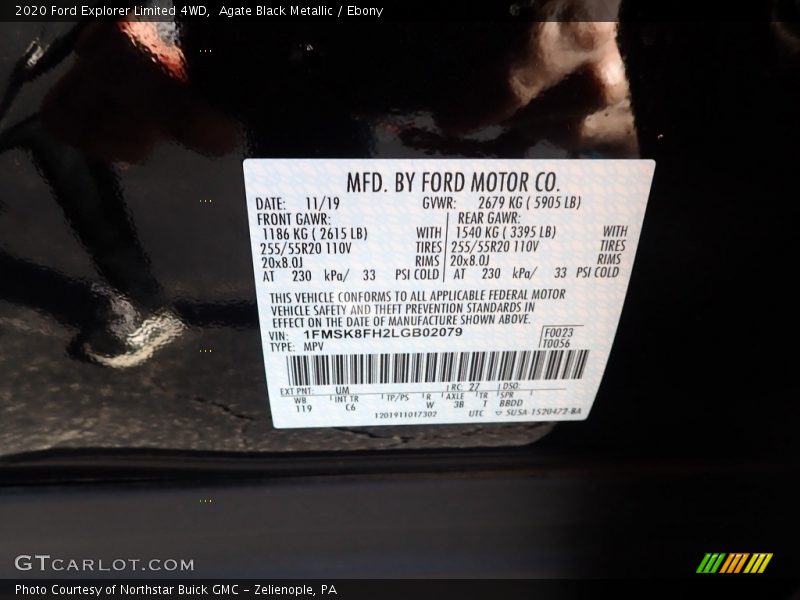 2020 Ford Explorer Limited 4WD, Agate Black Metallic / Ebony
MFD. BY FORD MOTOR CO.
DATE: 11/19 GVWR: 2679 KG ( 5905 LB)
FRONT GAWR: REAR GAWR:
1186 KG ( 2615 LB) WITH 1540 KG ( 3395 LB) WITH
255/55R20 110V TIRES 255/55R20 110V TIRES
20x8.0J RIMS 20x8.0J RIMS
AT 230 kPa/ 33 PSI COLD AT 230 kPa/ 33 PSI COLD
THIS VEHICLE CONFORMS TO ALL APPLICABLE FEDERAL MOTOR
VEHICLE SAFETY AND THEFT PREVENTION STANDARDS IN
EFFECT ON THE DATE OF MANUFACTURE SHOWN ABOVE.
VIN: 1FMSK8FH2LGB02079 F0023
TYPE: MPV T0056
EXT PNT: UM RC: 27 DSO:
WB INT TR TP/PS R AXLE TR SPR
119 C6 W 3B T BBDD
1201911017302 UTC SU5A-1520472-BA
GTCARLOT.COM
Photo Courtesy of Northstar Buick GMC - Zelienople, PA